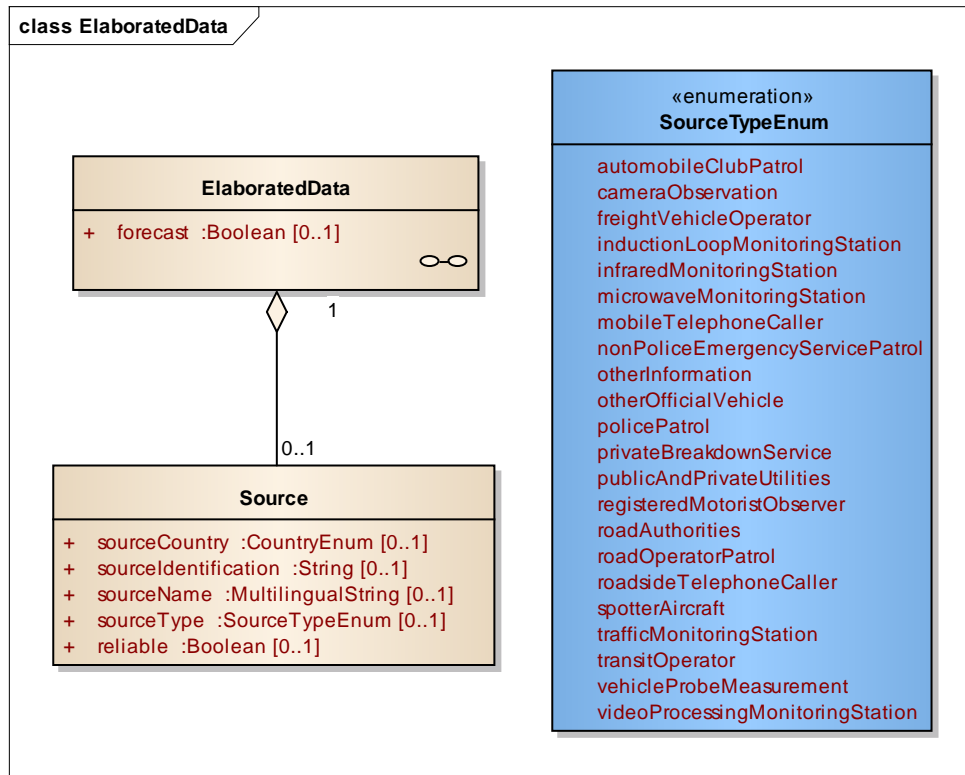 class ElaboratedData
ElaboratedData
+ forecast :Boolean [0..1]
1
0..1
Source
+ sourceCountry :CountryEnum [0..1]
+ sourceIdentification :String [0..1]
+ sourceName :MultilingualString [0..1]
+ sourceType :SourceTypeEnum [0..1]
+ reliable :Boolean [0..1]
«enumeration»
SourceTypeEnum
automobileClubPatrol
cameraObservation
freightVehicleOperator
inductionLoopMonitoringStation
infraredMonitoringStation
microwaveMonitoringStation
mobileTelephoneCaller
nonPoliceEmergencyServicePatrol
otherInformation
otherOfficialVehicle
policePatrol
privateBreakdownService
publicAndPrivateUtilities
registeredMotoristObserver
roadAuthorities
roadOperatorPatrol
roadsideTelephoneCaller
spotterAircraft
trafficMonitoringStation
transitOperator
vehicleProbeMeasurement
videoProcessingMonitoringStation